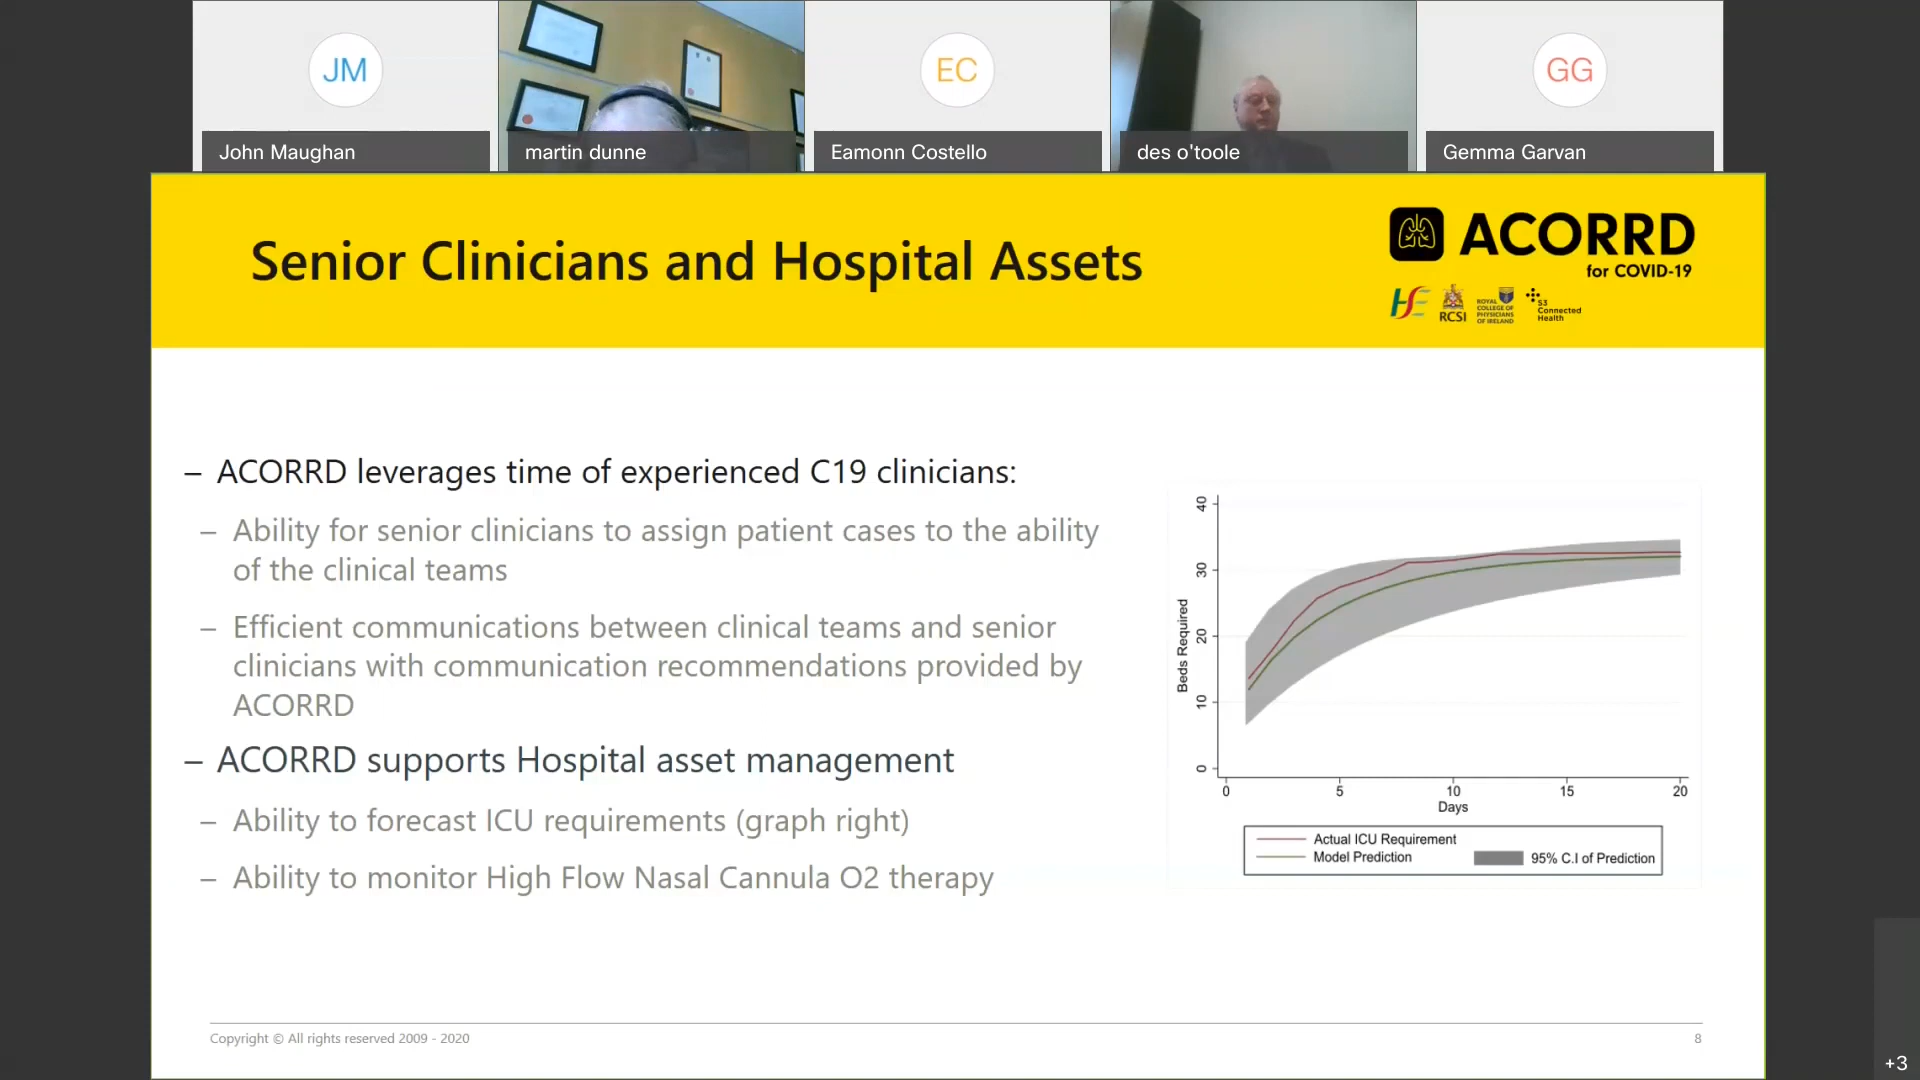 JM
EC
GG
John Maughan
martin dunne
Eamonn Costello
des o'toole
Gemma Garvan
Senior Clinicians and Hospital Assets
ACORRD
for COVID-19
RCSI
ROYAL
COLLEGE OF
PHYSICIANS
OF IRELAND
S3
Connected
Health
– ACORRD leverages time of experienced C19 clinicians:
– Ability for senior clinicians to assign patient cases to the ability
of the clinical teams
– Efficient communications between clinical teams and senior
clinicians with communication recommendations provided by
ACORRD
– ACORRD supports Hospital asset management
– Ability to forecast ICU requirements (graph right)
– Ability to monitor High Flow Nasal Cannula O2 therapy
Beds Required
40
30
20
10
0
0 5 10 15 20
Days
Actual ICU Requirement
Model Prediction
95% C.I of Prediction
Copyright © All rights reserved 2009 - 2020
8
+3